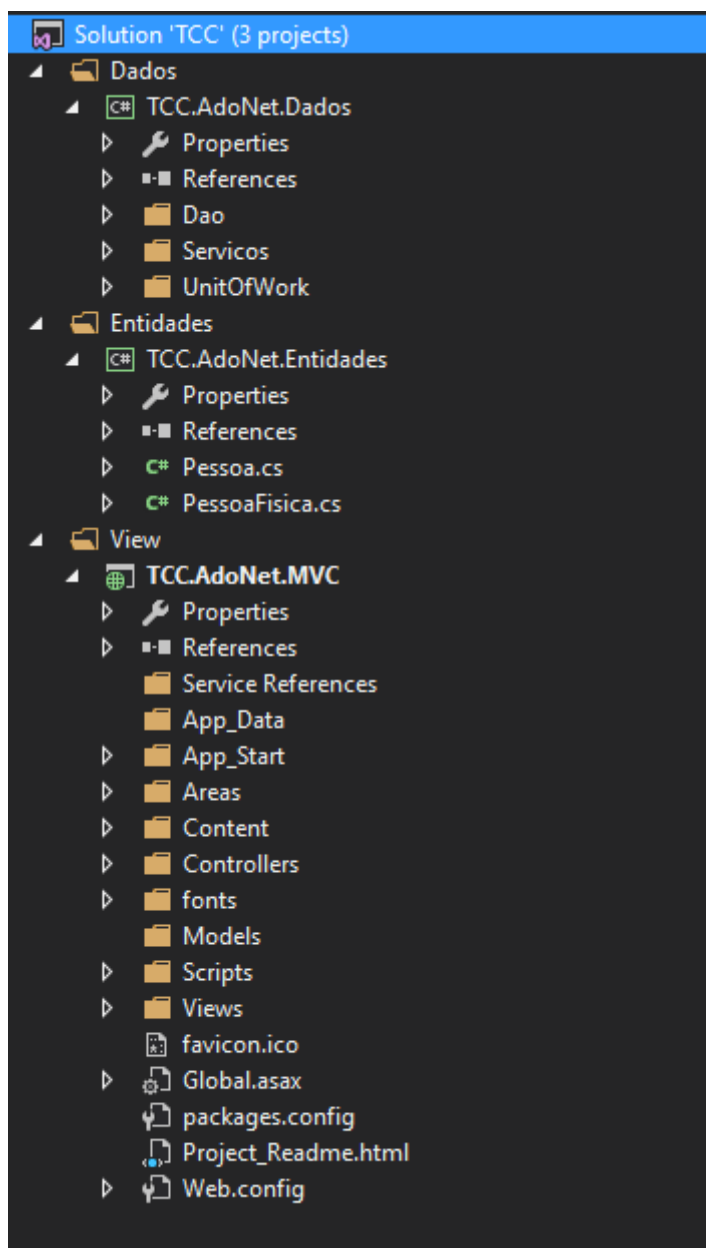 Solution 'TCC' (3 projects)
Dados
C# TCC.AdoNet.Dados
Properties
References
Dao
Servicos
UnitOfWork
Entidades
C# TCC.AdoNet.Entidades
Properties
References
C# Pessoa.cs
C# PessoaFisica.cs
View
TCC.AdoNet.MVC
Properties
References
Service References
App_Data
App_Start
Areas
Content
Controllers
fonts
Models
Scripts
Views
favicon.ico
Global.asax
packages.config
Project_Readme.html
Web.config